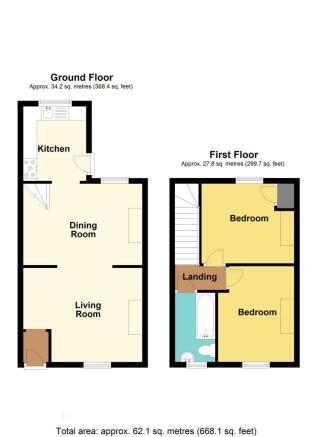 Ground Floor
Approx. 34.2 sq. metres (368.4 sq. feet)
Kitchen
Dining
Room
Living
Room
First Floor
Approx. 27.8 sq. metres (299.7 sq. feet)
Bedroom
Landing
Bedroom
Total area: approx. 62.1 sq. metres (668.1 sq. feet)